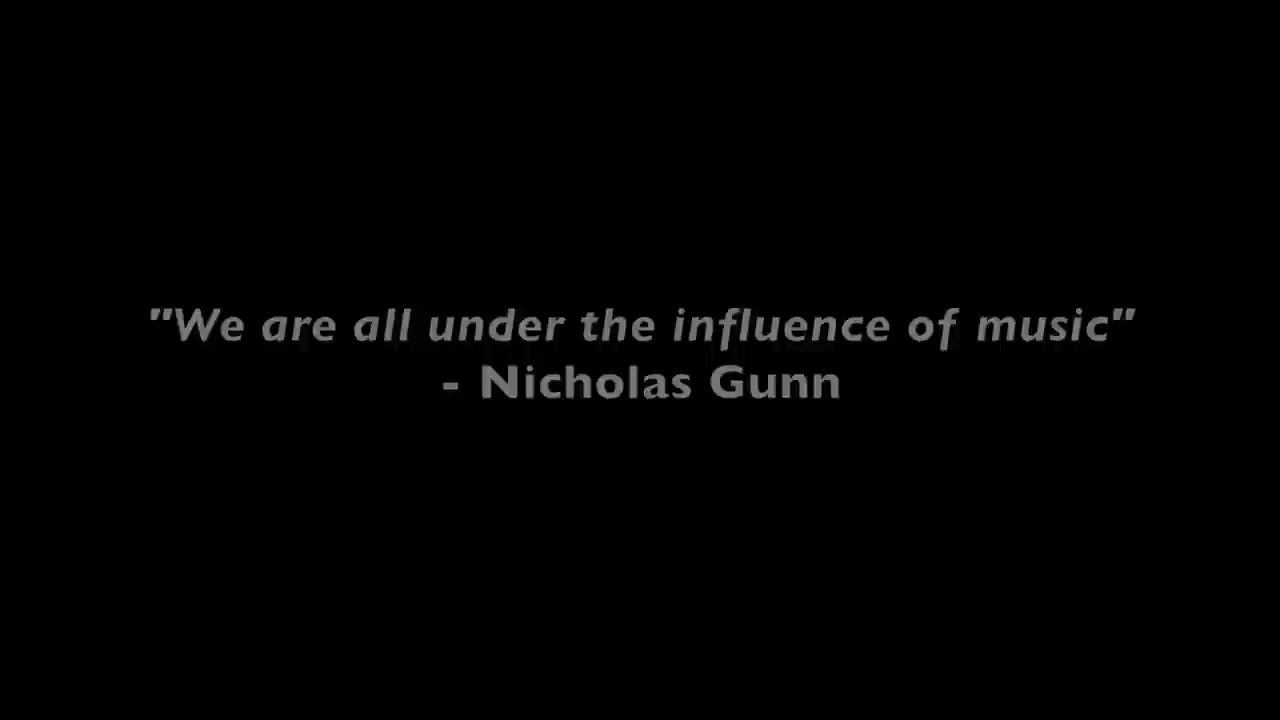 "We are all under the influence of music"
- Nicholas Gunn